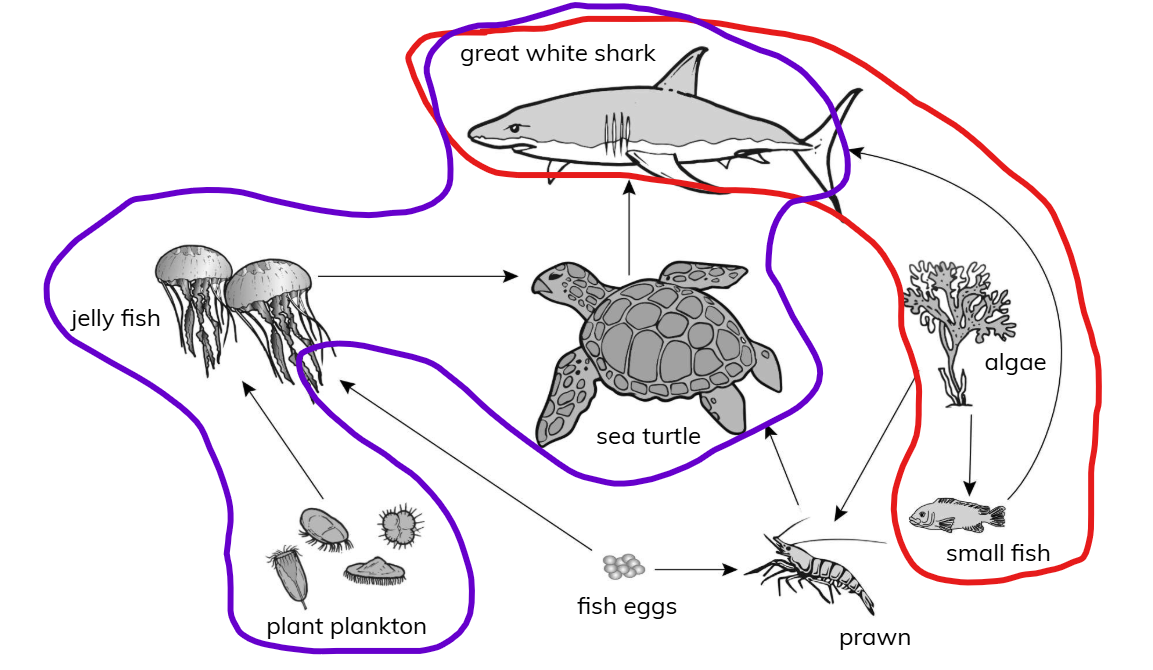 great white shark
jelly fish
algae
sea turtle
small fish
fish eggs
plant plankton
prawn